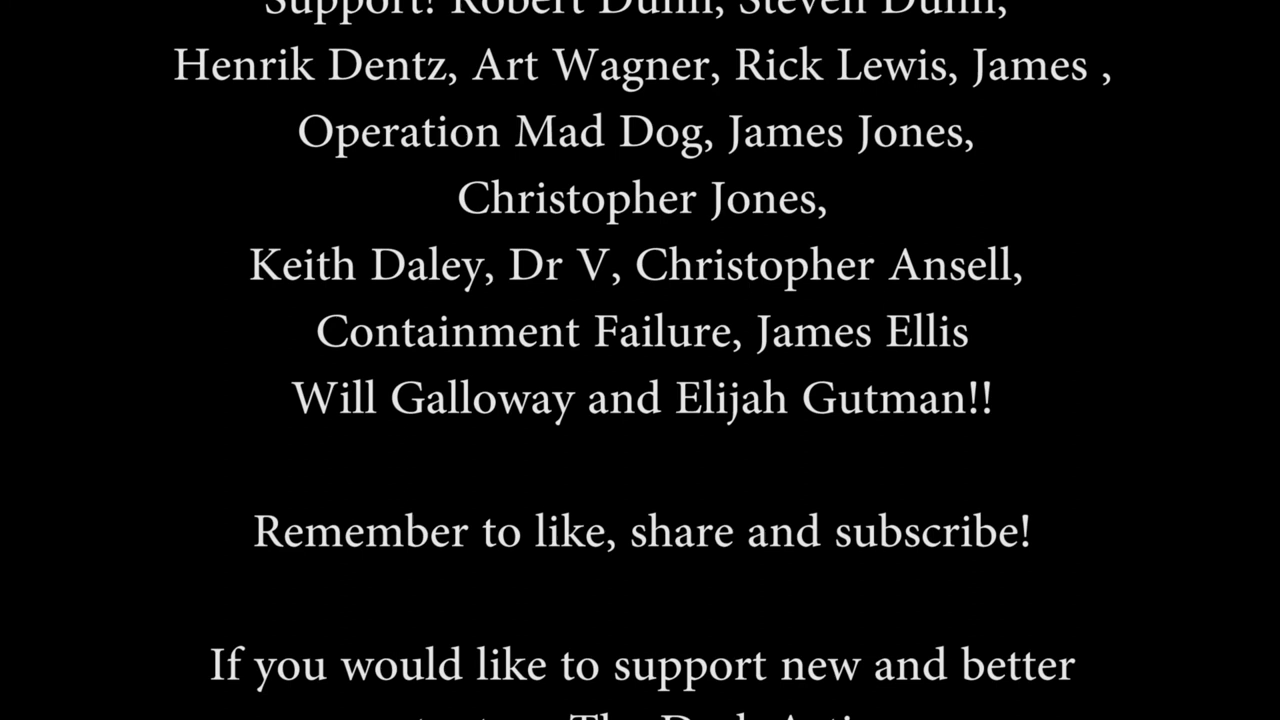 Support! Robert Dunn, Steven Dunn,
Henrik Dentz, Art Wagner, Rick Lewis, James ,
Operation Mad Dog, James Jones,
Christopher Jones,
Keith Daley, Dr V, Christopher Ansell,
Containment Failure, James Ellis
Will Galloway and Elijah Gutman!!
Remember to like, share and subscribe!
If you would like to support new and better
The Dark